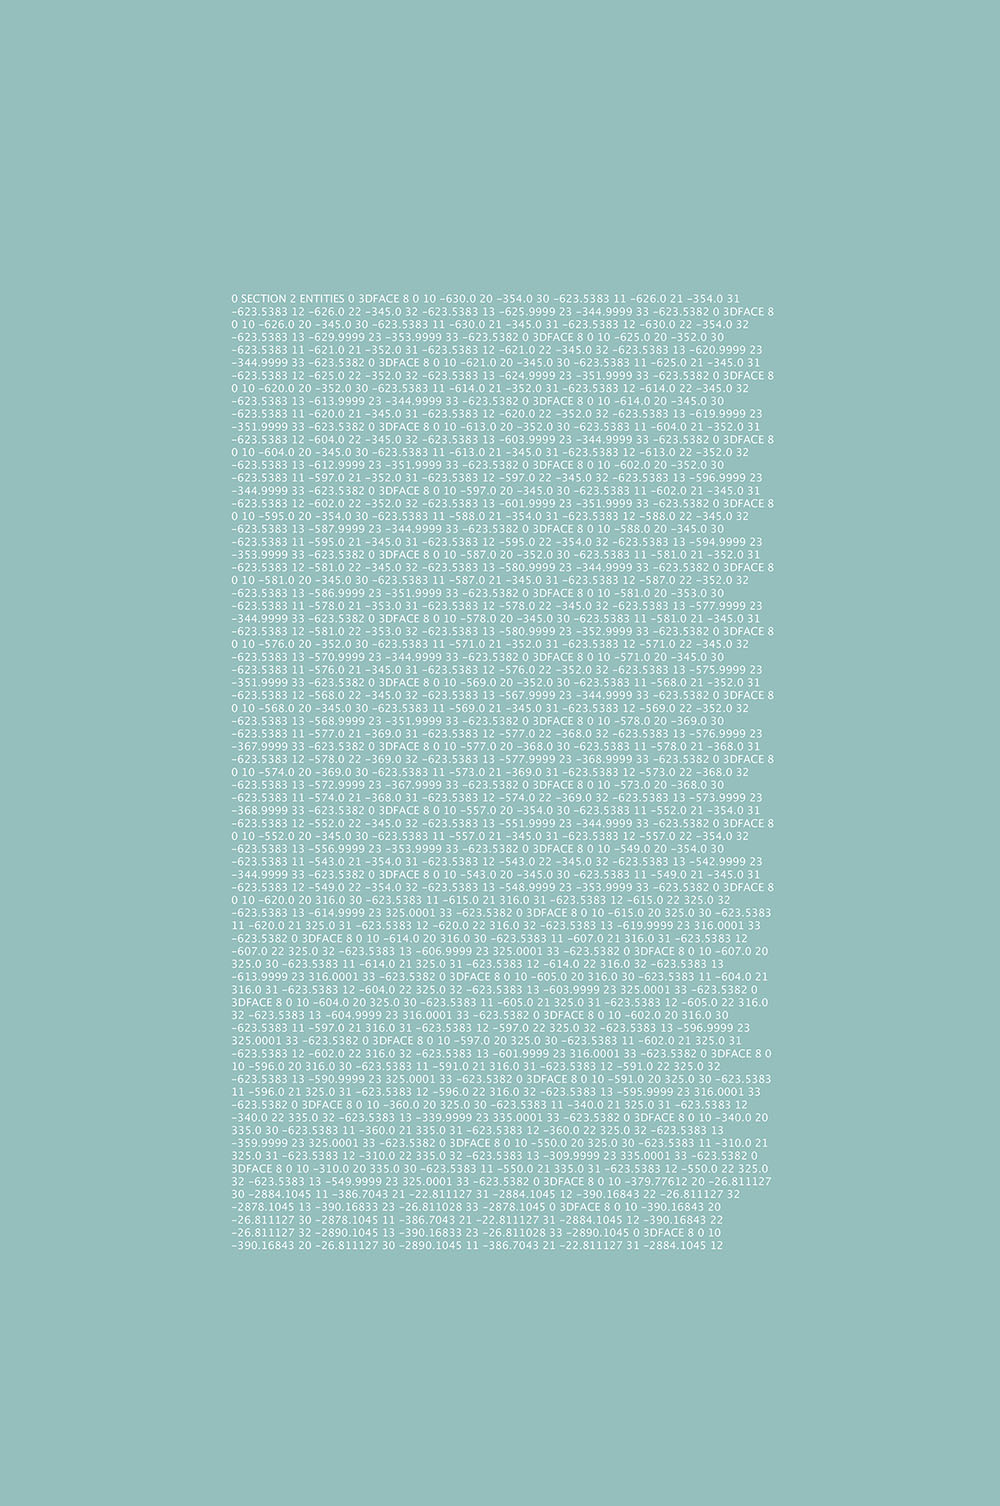 0 SECTION 2 ENTITIES 0 3DFACE 8 0 10 -630.0 20 -354.0 30 -623.5383 11 -626.0 21 -354.0 31
-623.5383 12 -626.0 22 -345.0 32 -623.5383 13 -625.9999 23 -344.9999 33 -623.5382 0 3DFACE 8
0 10 -626.0 20 -345.0 30 -623.5383 11 -630.0 21 -345.0 31 -623.5383 12 -630.0 22 -354.0 32
-623.5383 13 -629.9999 23 -353.9999 33 -623.5382 0 3DFACE 8 0 10 -625.0 20 -352.0 30
-623.5383 11 -621.0 21 -352.0 31 -623.5383 12 -621.0 22 -345.0 32 -623.5383 13 -620.9999 23
-344.9999 33 -623.5382 0 3DFACE 8 0 10 -621.0 20 -345.0 30 -623.5383 11 -625.0 21 -345.0 31
-623.5383 12 -625.0 22 -352.0 32 -623.5383 13 -624.9999 23 -351.9999 33 -623.5382 0 3DFACE 8
0 10 -620.0 20 -352.0 30 -623.5383 11 -614.0 21 -352.0 31 -623.5383 12 -614.0 22 -345.0 32
-623.5383 13 -613.9999 23 -344.9999 33 -623.5382 0 3DFACE 8 0 10 -614.0 20 -345.0 30
-623.5383 11 -620.0 21 -345.0 31 -623.5383 12 -620.0 22 -352.0 32 -623.5383 13 -619.9999 23
-351.9999 33 -623.5382 0 3DFACE 8 0 10 -613.0 20 -352.0 30 -623.5383 11 -604.0 21 -352.0 31
-623.5383 12 -604.0 22 -345.0 32 -623.5383 13 -603.9999 23 -344.9999 33 -623.5382 0 3DFACE 8
0 10 -604.0 20 -345.0 30 -623.5383 11 -613.0 21 -345.0 31 -623.5383 12 -613.0 22 -352.0 32
-623.5383 13 -612.9999 23 -351.9999 33 -623.5382 0 3DFACE 8 0 10 -602.0 20 -352.0 30
-623.5383 11 -597.0 21 -352.0 31 -623.5383 12 -597.0 22 -345.0 32 -623.5383 13 -596.9999 23
-344.9999 33 -623.5382 0 3DFACE 8 0 10 -597.0 20 -345.0 30 -623.5383 11 -602.0 21 -345.0 31
-623.5383 12 -602.0 22 -352.0 32 -623.5383 13 -601.9999 23 -351.9999 33 -623.5382 0 3DFACE 8
0 10 -595.0 20 -354.0 30 -623.5383 11 -588.0 21 -354.0 31 -623.5383 12 -588.0 22 -345.0 32
-623.5383 13 -587.9999 23 -344.9999 33 -623.5382 0 3DFACE 8 0 10 -588.0 20 -345.0 30
-623.5383 11 -595.0 21 -345.0 31 -623.5383 12 -595.0 22 -354.0 32 -623.5383 13 -594.9999 23
-353.9999 33 -623.5382 0 3DFACE 8 0 10 -587.0 20 -352.0 30 -623.5383 11 -581.0 21 -352.0 31
-623.5383 12 -581.0 22 -345.0 32 -623.5383 13 -580.9999 23 -344.9999 33 -623.5382 0 3DFACE 8
0 10 -581.0 20 -345.0 30 -623.5383 11 -587.0 21 -345.0 31 -623.5383 12 -587.0 22 -352.0 32
-623.5383 13 -586.9999 23 -351.9999 33 -623.5382 0 3DFACE 8 0 10 -581.0 20 -353.0 30
-623.5383 11 -578.0 21 -353.0 31 -623.5383 12 -578.0 22 -345.0 32 -623.5383 13 -577.9999 23
-344.9999 33 -623.5382 0 3DFACE 8 0 10 -578.0 20 -345.0 30 -623.5383 11 -581.0 21 -345.0 31
-623.5383 12 -581.0 22 -353.0 32 -623.5383 13 -580.9999 23 -352.9999 33 -623.5382 0 3DFACE 8
0 10 -576.0 20 -352.0 30 -623.5383 11 -571.0 21 -352.0 31 -623.5383 12 -571.0 22 -345.0 32
-623.5383 13 -570.9999 23 -344.9999 33 -623.5382 0 3DFACE 8 0 10 -571.0 20 -345.0 30
-623.5383 11 -576.0 21 -345.0 31 -623.5383 12 -576.0 22 -352.0 32 -623.5383 13 -575.9999 23
-351.9999 33 -623.5382 0 3DFACE 8 0 10 -569.0 20 -352.0 30 -623.5383 11 -568.0 21 -352.0 31
-623.5383 12 -568.0 22 -345.0 32 -623.5383 13 -567.9999 23 -344.9999 33 -623.5382 0 3DFACE 8
0 10 -568.0 20 -345.0 30 -623.5383 11 -569.0 21 -345.0 31 -623.5383 12 -569.0 22 -352.0 32
-623.5383 13 -568.9999 23 -351.9999 33 -623.5382 0 3DFACE 8 0 10 -578.0 20 -369.0 30
-623.5383 11 -577.0 21 -369.0 31 -623.5383 12 -577.0 22 -368.0 32 -623.5383 13 -576.9999 23
-367.9999 33 -623.5382 0 3DFACE 8 0 10 -577.0 20 -368.0 30 -623.5383 11 -578.0 21 -368.0 31
-623.5383 12 -578.0 22 -369.0 32 -623.5383 13 -577.9999 23 -368.9999 33 -623.5382 0 3DFACE 8
0 10 -574.0 20 -369.0 30 -623.5383 11 -573.0 21 -369.0 31 -623.5383 12 -573.0 22 -368.0 32
-623.5383 13 -572.9999 23 -367.9999 33 -623.5382 0 3DFACE 8 0 10 -573.0 20 -368.0 30
-623.5383 11 -574.0 21 -368.0 31 -623.5383 12 -574.0 22 -369.0 32 -623.5383 13 -573.9999 23
-368.9999 33 -623.5382 0 3DFACE 8 0 10 -557.0 20 -354.0 30 -623.5383 11 -552.0 21 -354.0 31
-623.5383 12 -552.0 22 -345.0 32 -623.5383 13 -551.9999 23 -344.9999 33 -623.5382 0 3DFACE 8
0 10 -552.0 20 -345.0 30 -623.5383 11 -557.0 21 -345.0 31 -623.5383 12 -557.0 22 -354.0 32
-623.5383 13 -556.9999 23 -353.9999 33 -623.5382 0 3DFACE 8 0 10 -549.0 20 -354.0 30
-623.5383 11 -543.0 21 -354.0 31 -623.5383 12 -543.0 22 -345.0 32 -623.5383 13 -542.9999 23
-344.9999 33 -623.5382 0 3DFACE 8 0 10 -543.0 20 -345.0 30 -623.5383 11 -549.0 21 -345.0 31
-623.5383 12 -549.0 22 -354.0 32 -623.5383 13 -548.9999 23 -353.9999 33 -623.5382 0 3DFACE 8
0 10 -620.0 20 316.0 30 -623.5383 11 -615.0 21 316.0 31 -623.5383 12 -615.0 22 325.0 32
-623.5383 13 -614.9999 23 325.0001 33 -623.5382 0 3DFACE 8 0 10 -615.0 20 325.0 30 -623.5383
11 -620.0 21 325.0 31 -623.5383 12 -620.0 22 316.0 32 -623.5383 13 -619.9999 23 316.0001 33
-623.5382 0 3DFACE 8 0 10 -614.0 20 316.0 30 -623.5383 11 -607.0 21 316.0 31 -623.5383 12
-607.0 22 325.0 32 -623.5383 13 -606.9999 23 325.0001 33 -623.5382 0 3DFACE 8 0 10 -607.0 20
325.0 30 -623.5383 11 -614.0 21 325.0 31 -623.5383 12 -614.0 22 316.0 32 -623.5383 13
-613.9999 23 316.0001 33 -623.5382 0 3DFACE 8 0 10 -605.0 20 316.0 30 -623.5383 11 -604.0 21
316.0 31 -623.5383 12 -604.0 22 325.0 32 -623.5383 13 -603.9999 23 325.0001 33 -623.5382 0
3DFACE 8 0 10 -604.0 20 325.0 30 -623.5383 11 -605.0 21 325.0 31 -623.5383 12 -605.0 22 316.0
32 -623.5383 13 -604.9999 23 316.0001 33 -623.5382 0 3DFACE 8 0 10 -602.0 20 316.0 30
-623.5383 11 -597.0 21 316.0 31 -623.5383 12 -597.0 22 325.0 32 -623.5383 13 -596.9999 23
325.0001 33 -623.5382 0 3DFACE 8 0 10 -597.0 20 325.0 30 -623.5383 11 -602.0 21 325.0 31
-623.5383 12 -602.0 22 316.0 32 -623.5383 13 -601.9999 23 316.0001 33 -623.5382 0 3DFACE 8 0
10 -596.0 20 316.0 30 -623.5383 11 -591.0 21 316.0 31 -623.5383 12 -591.0 22 325.0 32
-623.5383 13 -590.9999 23 325.0001 33 -623.5382 0 3DFACE 8 0 10 -591.0 20 325.0 30 -623.5383
11 -596.0 21 325.0 31 -623.5383 12 -596.0 22 316.0 32 -623.5383 13 -595.9999 23 316.0001 33
-623.5382 0 3DFACE 8 0 10 -360.0 20 325.0 30 -623.5383 11 -340.0 21 325.0 31 -623.5383 12
-340.0 22 335.0 32 -623.5383 13 -339.9999 23 335.0001 33 -623.5382 0 3DFACE 8 0 10 -340.0 20
335.0 30 -623.5383 11 -360.0 21 335.0 31 -623.5383 12 -360.0 22 325.0 32 -623.5383 13
-359.9999 23 325.0001 33 -623.5382 0 3DFACE 8 0 10 -550.0 20 325.0 30 -623.5383 11 -310.0 21
325.0 31 -623.5383 12 -310.0 22 335.0 32 -623.5383 13 -309.9999 23 335.0001 33 -623.5382 0
3DFACE 8 0 10 -310.0 20 335.0 30 -623.5383 11 -550.0 21 335.0 31 -623.5383 12 -550.0 22 325.0
32 -623.5383 13 -549.9999 23 325.0001 33 -623.5382 0 3DFACE 8 0 10 -379.77612 20 -26.811127
30 -2884.1045 11 -386.7043 21 -22.811127 31 -2884.1045 12 -390.16843 22 -26.811127 32
-2878.1045 13 -390.16833 23 -26.811028 33 -2878.1045 0 3DFACE 8 0 10 -390.16843 20
-26.811127 30 -2878.1045 11 -386.7043 21 -22.811127 31 -2884.1045 12 -390.16843 22
-26.811127 32 -2890.1045 13 -390.16833 23 -26.811028 33 -2890.1045 0 3DFACE 8 0 10
-390.16843 20 -26.811127 30 -2890.1045 11 -386.7043 21 -22.811127 31 -2884.1045 12